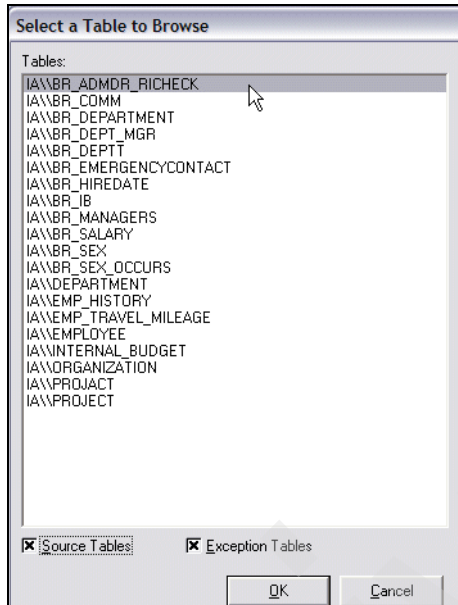 Select a Table to Browse
Tables:
IA\\BR_ADMDR_RICHECK
IA\\BR_COMM
IA\\BR_DEPARTMENT
IA\\BR_DEPT_MGR
IA\\BR_DEPTT
IA\\BR_EMERGENCYCONTACT
IA\\BR_HIREDATE
IA\\BR_IB
IA\\BR_MANAGERS
IA\\BR_SALARY
IA\\BR_SEX
IA\\BR_SEX_OCCURS
IA\\DEPARTMENT
IA\\EMP_HISTORY
IA\\EMP_TRAVEL_MILEAGE
IA\\EMPLOYEE
IA\\INTERNAL_BUDGET
IA\\ORGANIZATION
IA\\PROJACT
IA\\PROJECT
Source Tables Exception Tables
OK Cancel